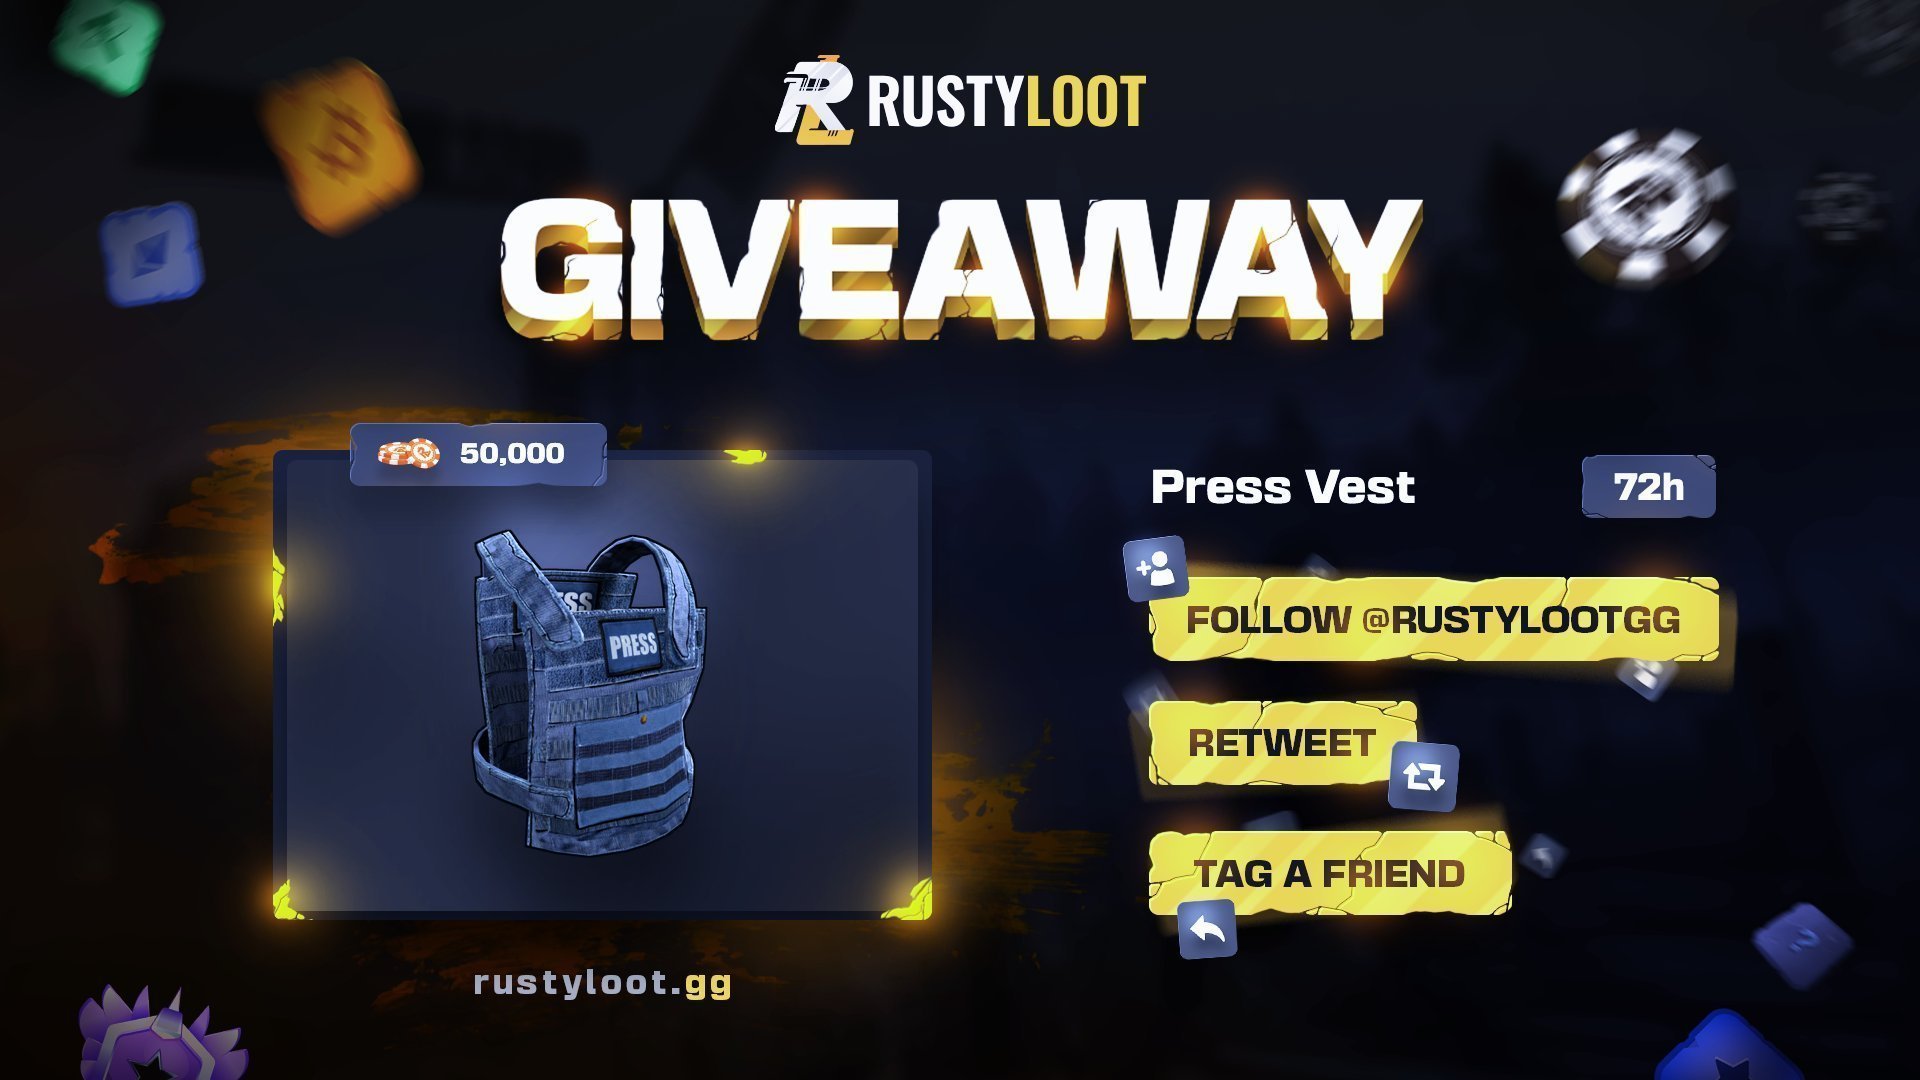 RUSTYLOOT
GIVEAWAY
50,000
PRESS
Press Vest
72h
FOLLOW @RUSTYLOOTGG
RETWEET
TAG A FRIEND
rustyloot.gg